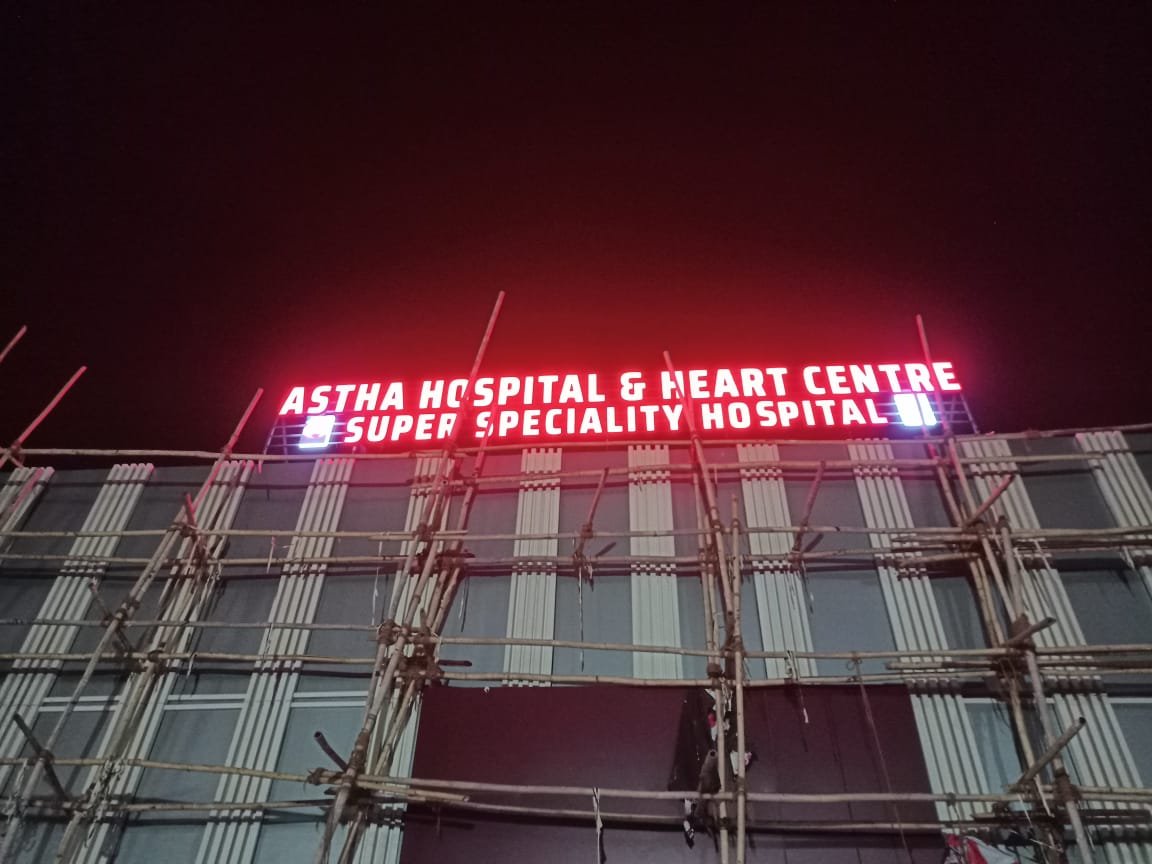 ASTHA HOSPITAL & HEART CENTRE
SUPER SPECIALITY HOSPITAL